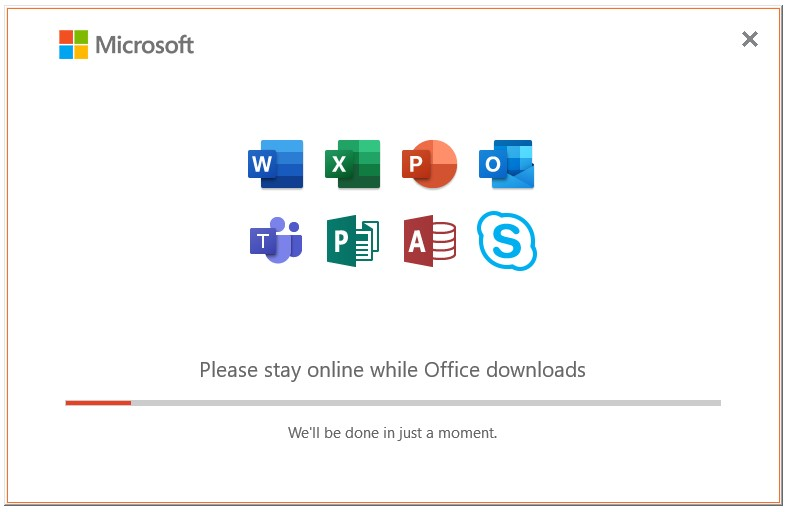 Microsoft
W X P O
T P A S
Please stay online while Office downloads
We'll be done in just a moment.